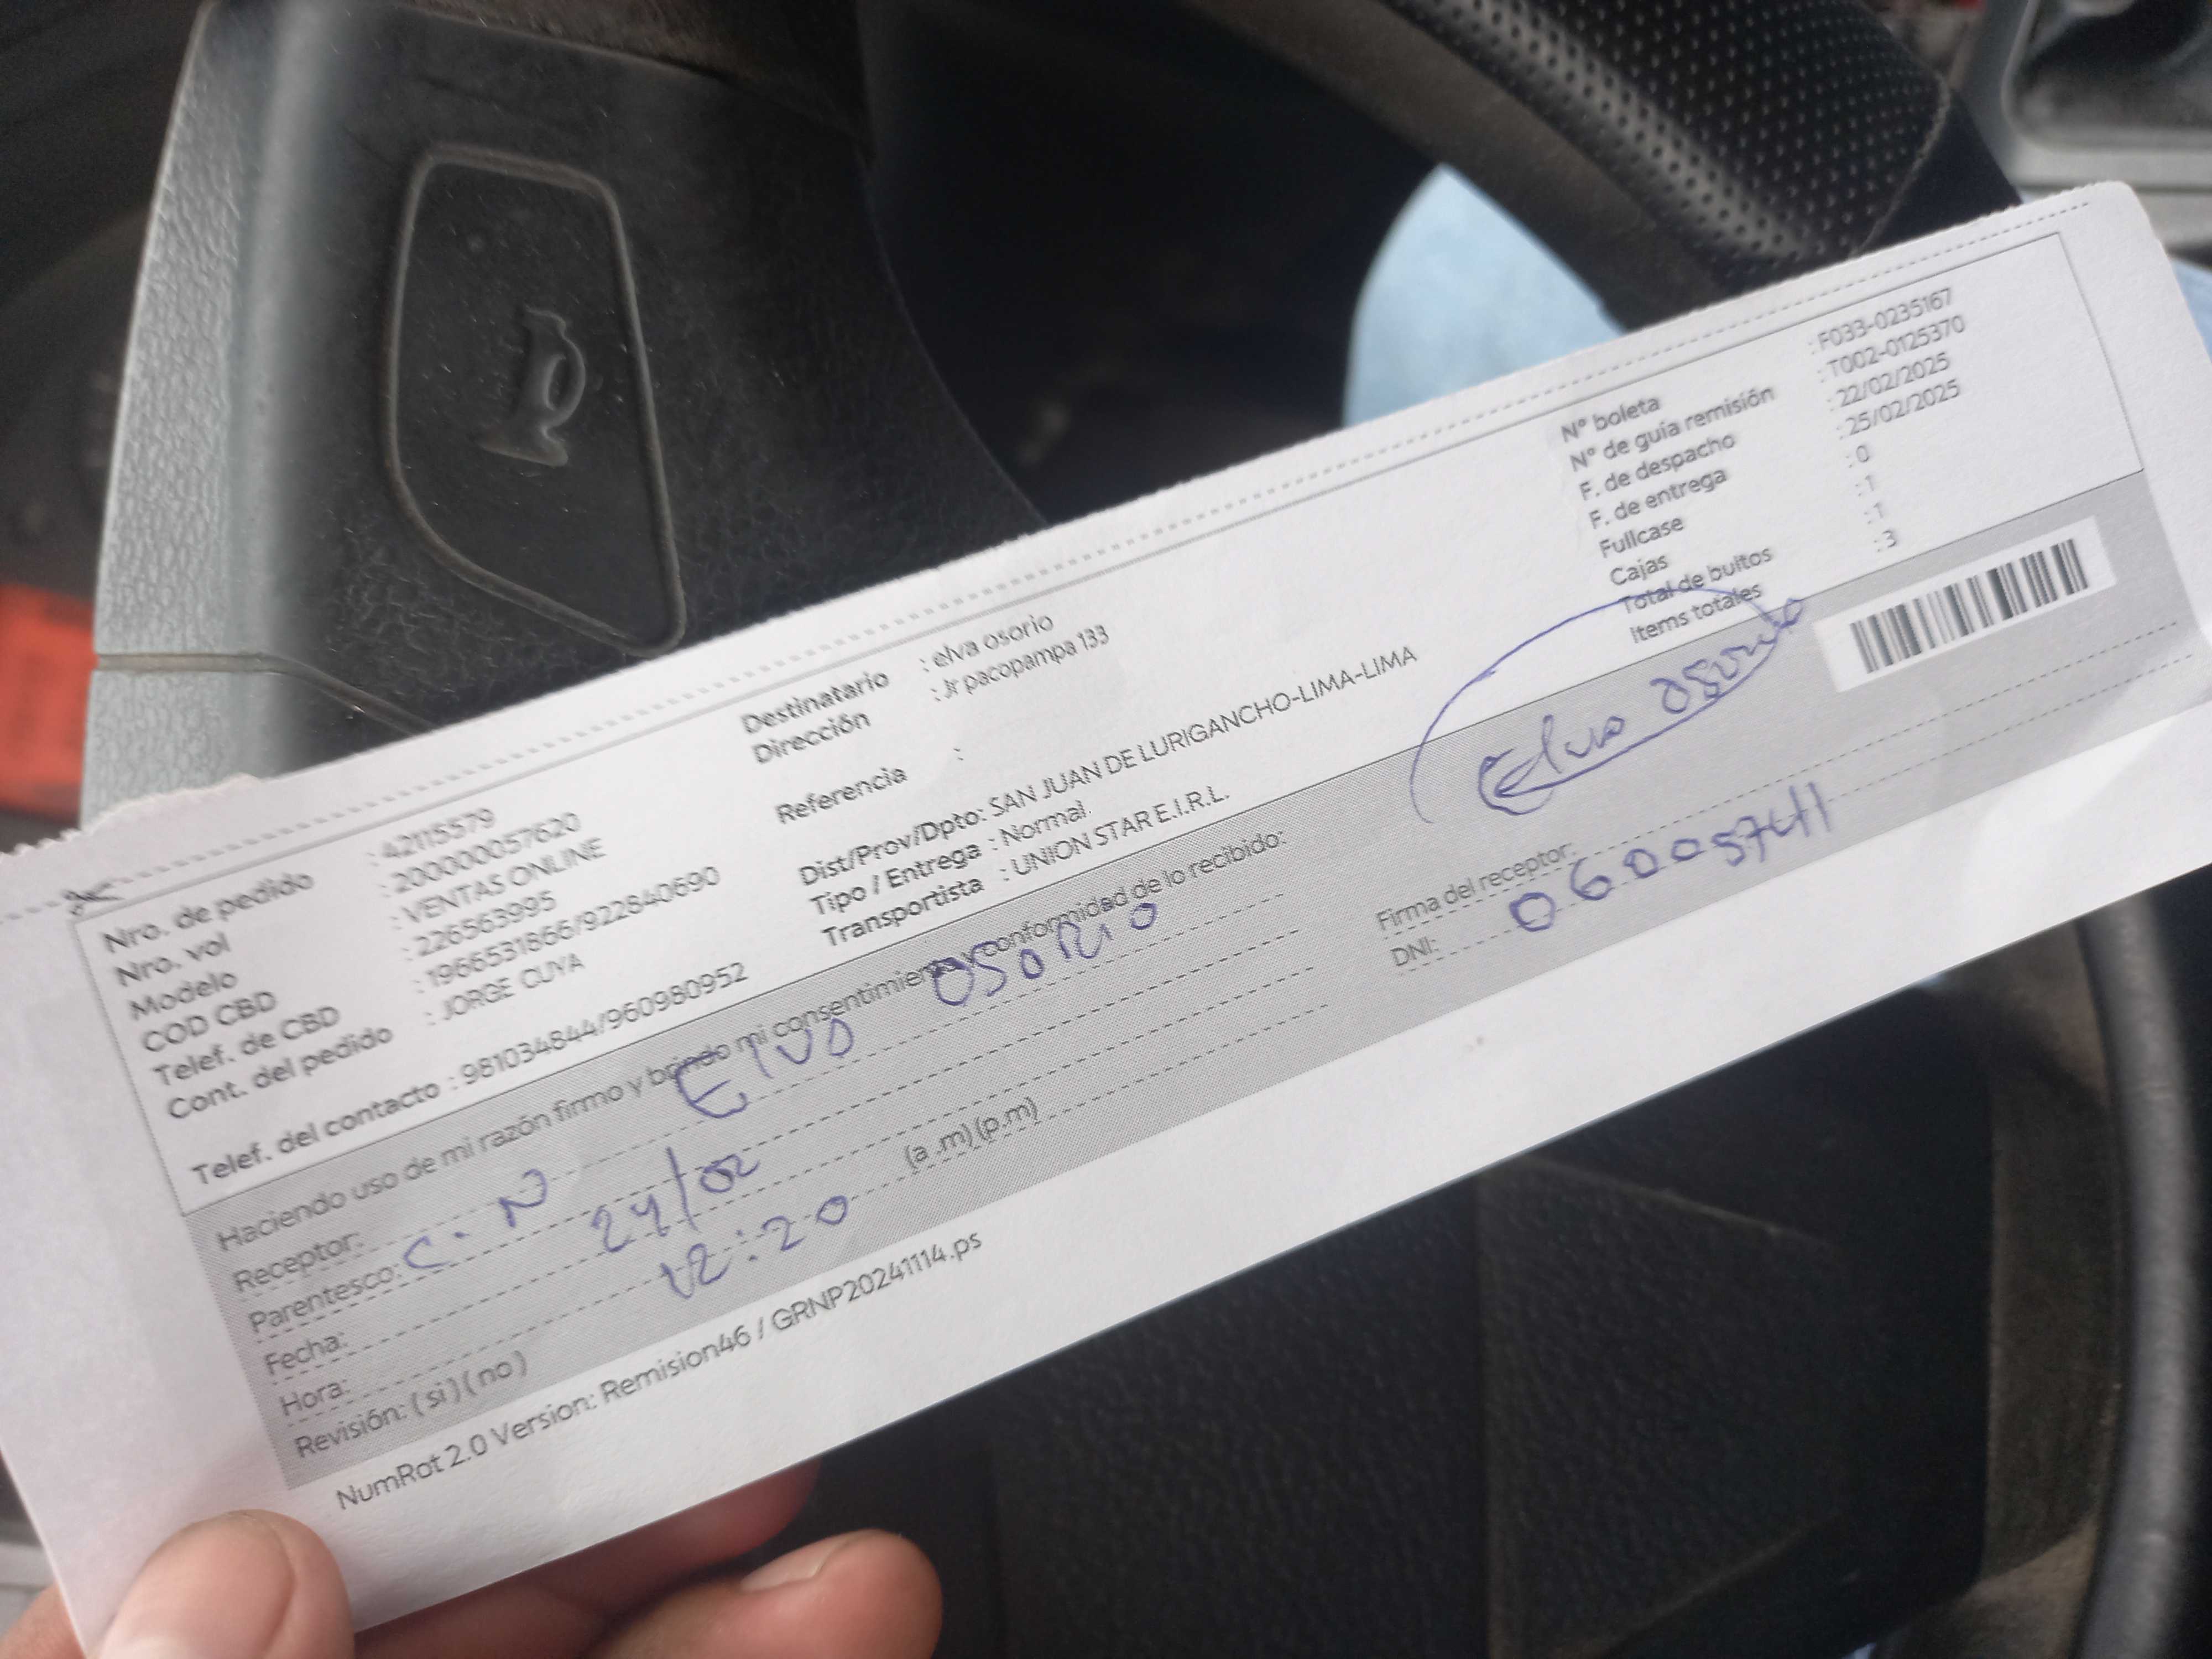 Nro. de pedido : 42115579
Nro. vol : 200000057620
Modelo : VENTAS ONLINE
COD CBD : 226563995
Telef. de CBD : 1966531866/922840690
Cont. del pedido : JORGE CUYA
Telef. del contacto : 981034844/960980952
Destinatario : elva osorio
Dirección : Jr pacopampa 133
Referencia :
Dist/Prov/Dpto: SAN JUAN DE LURIGANCHO-LIMA-LIMA
Tipo / Entrega : Normal
Transportista : UNION STAR E.I.R.L.
N° boleta : F033-0235167
N° de guía remisión : T002-0125370
F. de despacho : 22/02/2025
F. de entrega : 25/02/2025
Fullcase : 0
Cajas : 1
Total de bultos : 1
Items totales : 3
Haciendo uso de mi razón firmo y brindo mi consentimiento y conformidad de lo recibido:
Receptor: Elva Osorio
Parentesco: C. N
Fecha: 24/02
Hora: 12:20 (a .m) (p.m)
Revisión: ( si ) ( no )
Elva Osorio
Firma del receptor:
DNI:
NumRot 2.0 Version: Remision46 / GRNP20241114.ps